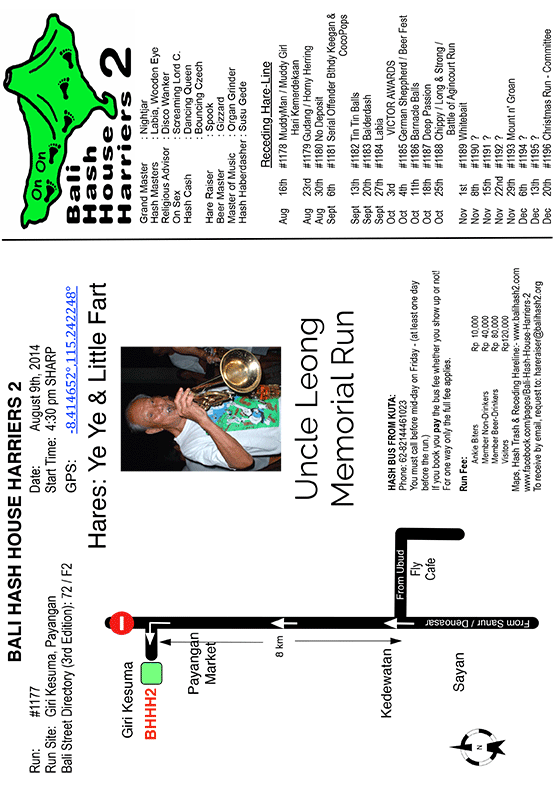 BALI HASH HOUSE HARRIERS 2
Run: #1177
Run Site: Giri Kesuma, Payangan
Bali Street Directory (3rd Edition): 72 / F2
Date: August 9th, 2014
Start Time: 4:30 pm SHARP
GPS: -8.414652°,115.242248°
Hares: Ye Ye & Little Fart
Giri Kesuma
BHHH2
Payangan
Market
8 km
Kedewatan
Sayan
From Ubud
Fly
Cafe
From Sanur / Denoasar
N
Uncle Leong
Memorial Run
HASH BUS FROM KUTA:
Phone: 62-82144461023
You must call before mid-day on Friday - (at least one day
before the run.)
If you book you pay the bus fee whether you show up or not!
For one way only the full fee applies.
Run Fee:
Ankle Biters Rp 10,000
Member Non-Drinkers Rp 40,000
Member Beer-Drinkers Rp 80,000
Visitors Rp120,000
Maps, Hash Trash & Receding Hareline- www.balihash2.com
www.facebook.com/pages/Bali-Hash-House-Harriers-2
To receive by email, request to: hareraiser@balihash2.org
On On
Bali
Hash
House
Harriers 2
Grand Master : Nightjar
Hash Masters : Labia, Wooden Eye
Religious Advisor : Disco Wanker
On Sex : Screaming Lord C.
Hash Cash : Dancing Queen
: Bouncing Czech
Hare Raiser : Spook
Beer Master : Gizzard
Master of Music : Organ Grinder
Hash Haberdasher : Susu Gede
Receding Hare-Line
Aug 16th #1178 MuddyMan / Muddy Girl
Hari Kemerdekaan
Aug 23rd #1179 Gudang / Horny Herring
Aug 30th #1180 No Deposit
Sept 6th #1181 Serial Offender Bthdy Keegan &
CocoPops
Sept 13th #1182 Tin Tin Balls
Sept 20th #1183 Balderdash
Sept 27th #1184 Labia
Oct 3rd VICTOR AWARDS
Oct 4th #1185 German Sheppherd / Beer Fest
Oct 11th #1186 Barnacle Balls
Oct 18th #1187 Deep Passion
Oct 25th #1188 Chippy / Long & Strong /
Battle of Agincourt Run
Nov 1st #1189 Whitebait
Nov 8th #1190 ?
Nov 15th #1191 ?
Nov 22nd #1192 ?
Nov 29th #1193 Mount n' Groan
Dec 6th #1194 ?
Dec 13th #1195 ?
Dec 20th #1196 Christmas Run - Committee